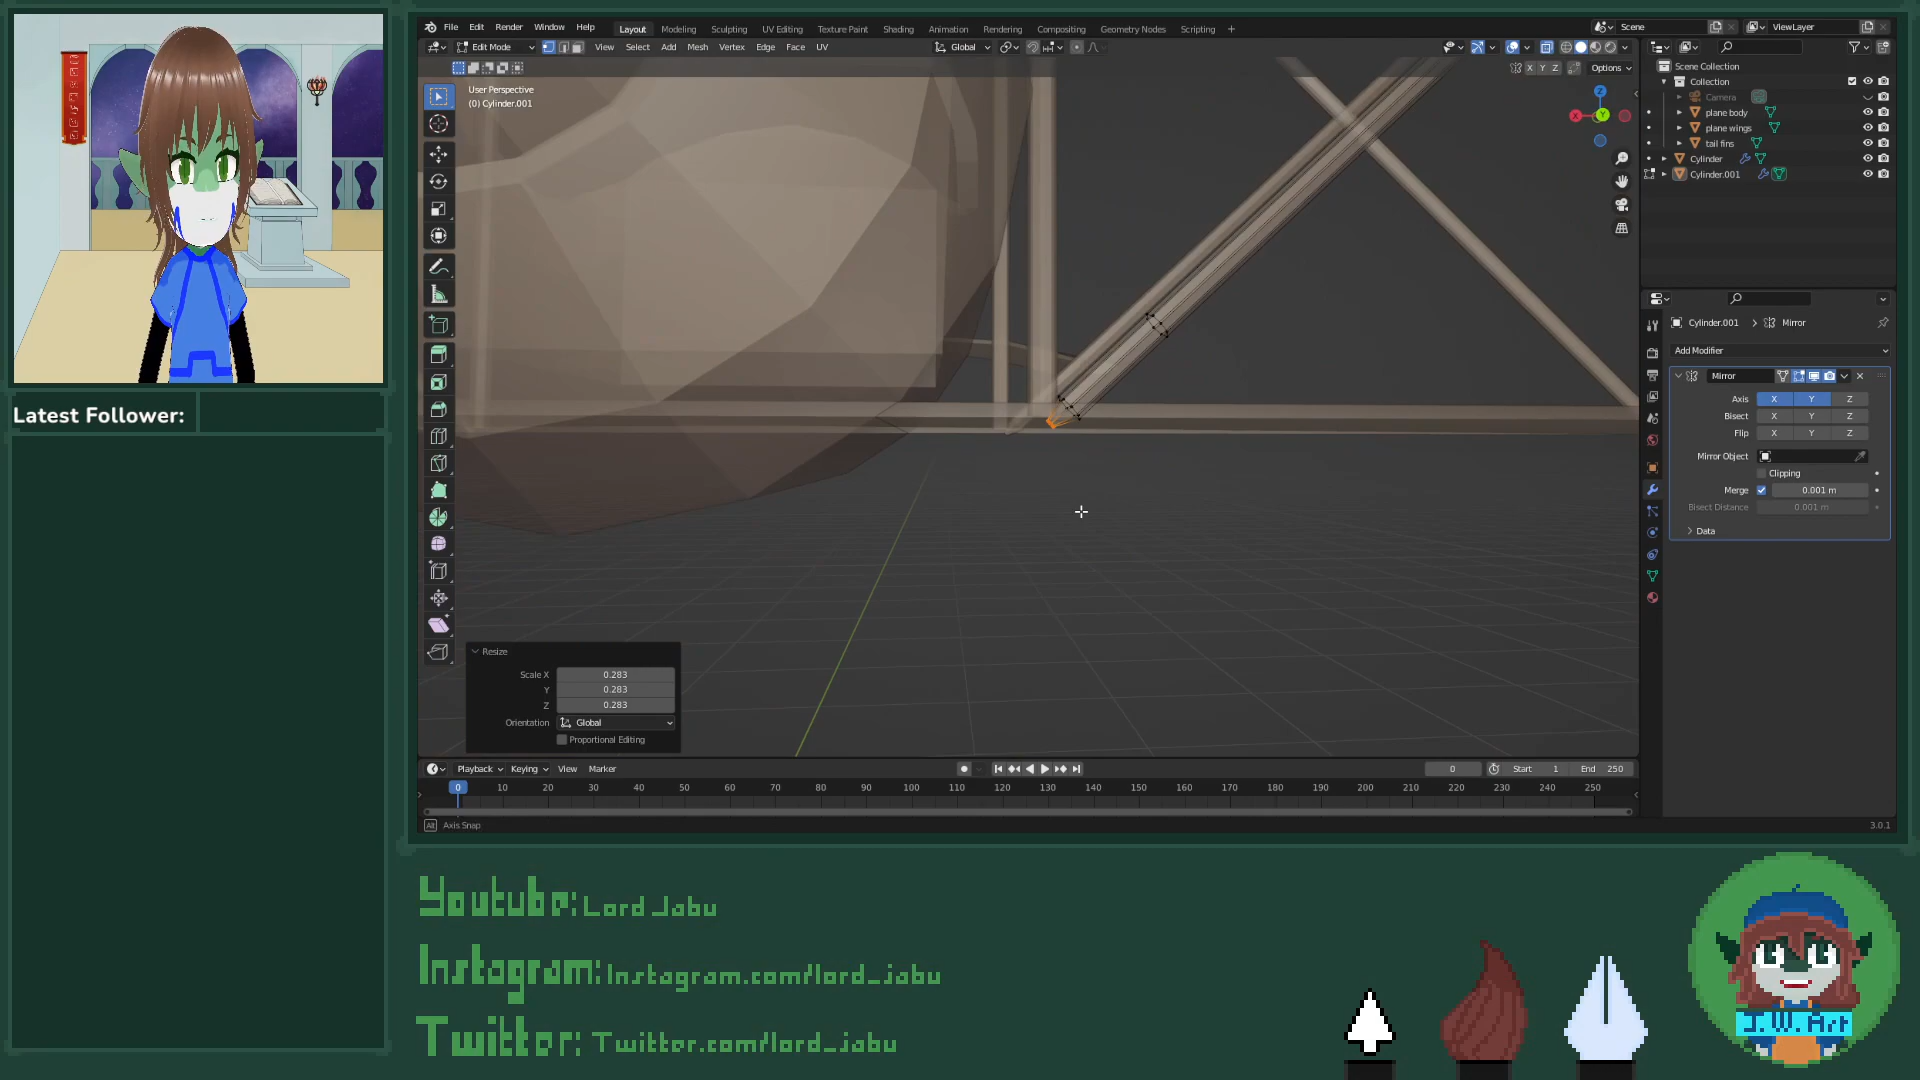 File Edit Render Window Help
Layout Modeling Sculpting UV Editing Texture Paint Shading Animation Rendering Compositing Geometry Nodes Scripting +
Scene
ViewLayer
Edit Mode View Select Add Mesh Vertex Edge Face UV
Global
X Y Z Options
User Perspective
(0) Cylinder.001
X Y Z
Scene Collection
Collection
Camera
plane body
plane wings
tail fins
Cylinder
Cylinder.001
Cylinder.001 > Mirror
Add Modifier
Mirror
Axis X Y Z
Bisect X Y Z
Flip X Y Z
Mirror Object
Clipping
Merge 0.001 m
Bisect Distance 0.001 m
Data
Latest Follower:
Resize
Scale X 0.283
Y 0.283
Z 0.283
Orientation Global
Proportional Editing
Playback Keying View Marker
0 Start 1 End 250
0 10 20 30 40 50 60 70 80 90 100 110 120 130 140 150 160 170 180 190 200 210 220 230 240 250
Alt Axis Snap
3.0.1
Youtube: Lord Jabu
Instagram: Instagram.com/lord_jabu
Twitter: Twitter.com/lord_jabu
J.W. Art